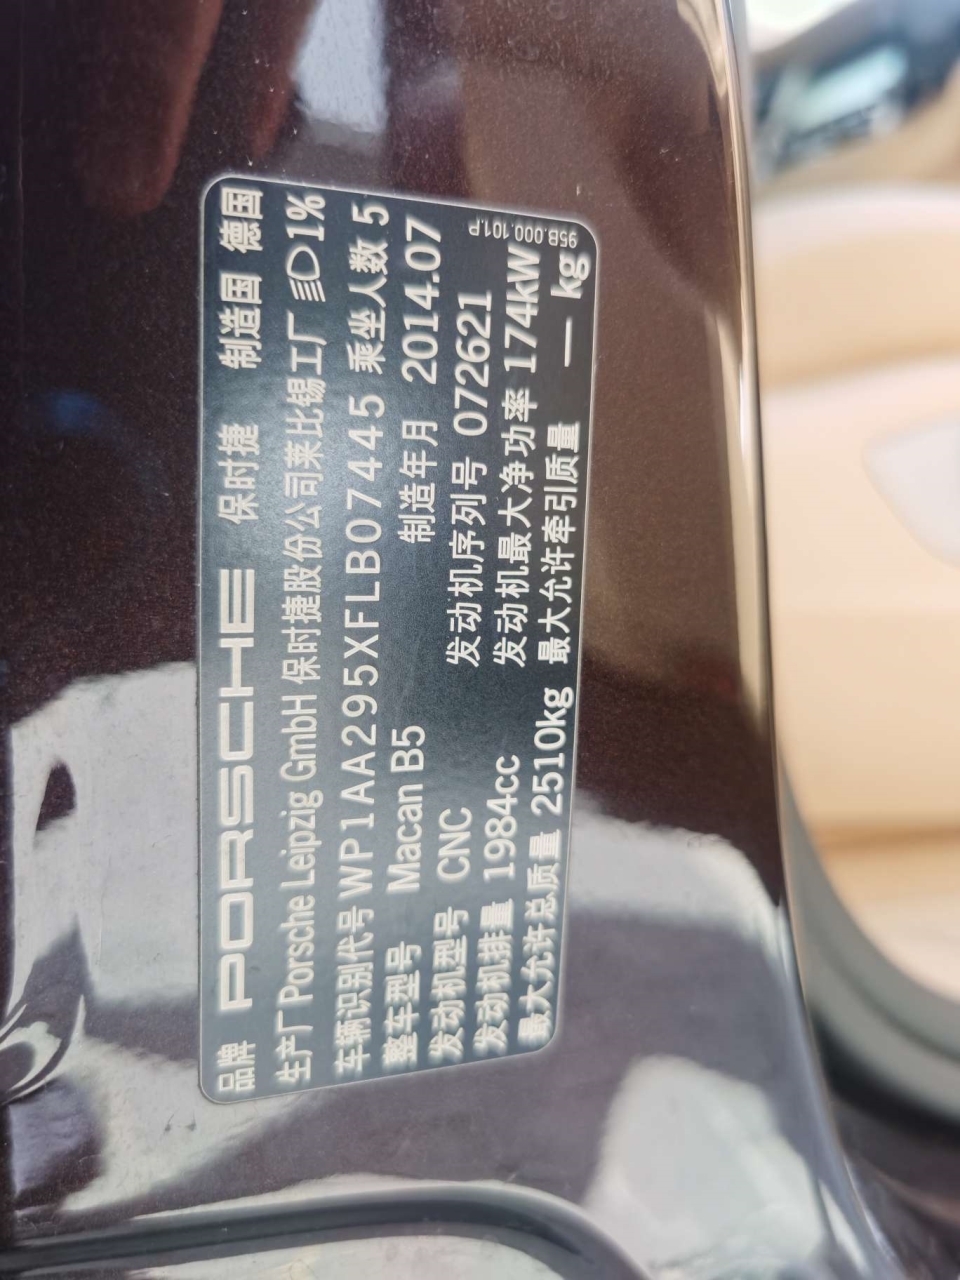 品牌 PORSCHE 保时捷 制造国 德国
生产厂 Porsche Leipzig GmbH 保时捷股份公司莱比锡工厂 1%
车辆识别代号 WP1AA295XFLB07445 乘坐人数 5
整车型号 Macan B5 制造年月 2014.07
发动机型号 CNC 发动机序列号 072621
发动机排量 1984cc 发动机最大净功率 174kW
最大允许总质量 2510kg 最大允许牵引质量 — kg
95B.000.101.P